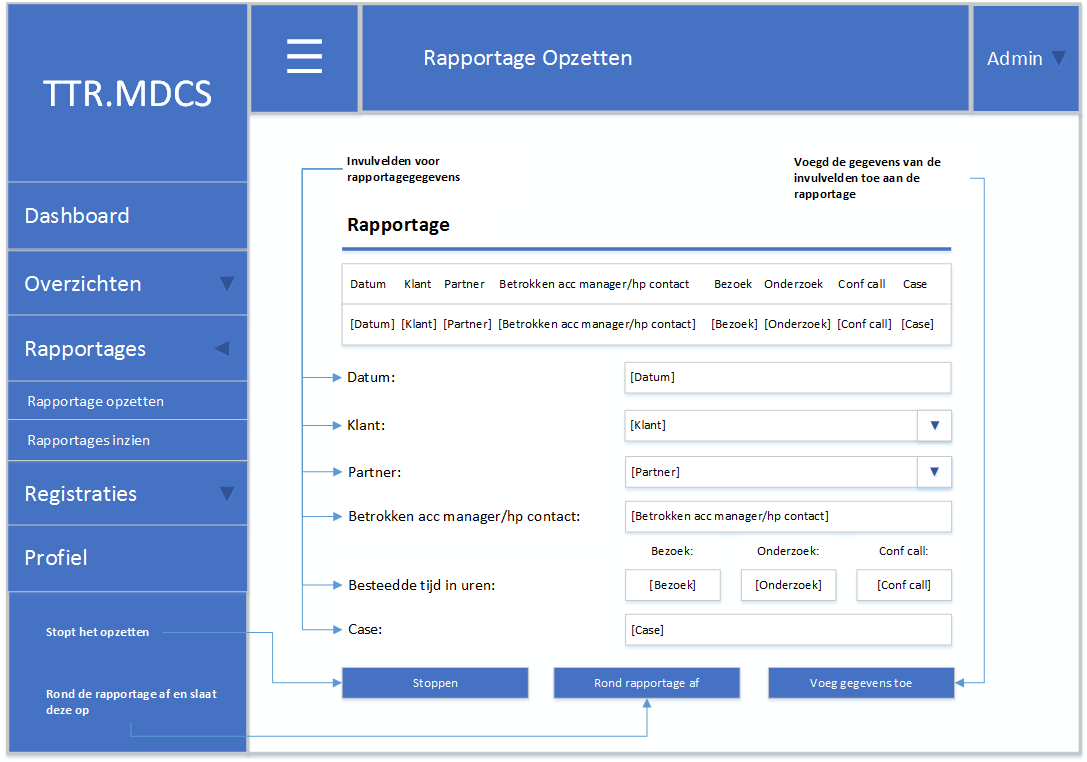 TTR.MDCS
Rapportage Opzetten
Admin
Dashboard
Overzichten
Rapportages
Rapportage opzetten
Rapportages inzien
Registraties
Profiel
Stopt het opzetten
Rond de rapportage af en slaat
deze op
Invulvelden voor
rapportagegegevens
Voegd de gegevens van de
invulvelden toe aan de
rapportage
Rapportage
Datum Klant Partner Betrokken acc manager/hp contact Bezoek Onderzoek Conf call Case
[Datum] [Klant] [Partner] [Betrokken acc manager/hp contact] [Bezoek] [Onderzoek] [Conf call] [Case]
Datum: [Datum]
Klant: [Klant]
Partner: [Partner]
Betrokken acc manager/hp contact: [Betrokken acc manager/hp contact]
Bezoek: Onderzoek: Conf call:
Besteedde tijd in uren: [Bezoek] [Onderzoek] [Conf call]
Case: [Case]
Stoppen Rond rapportage af Voeg gegevens toe